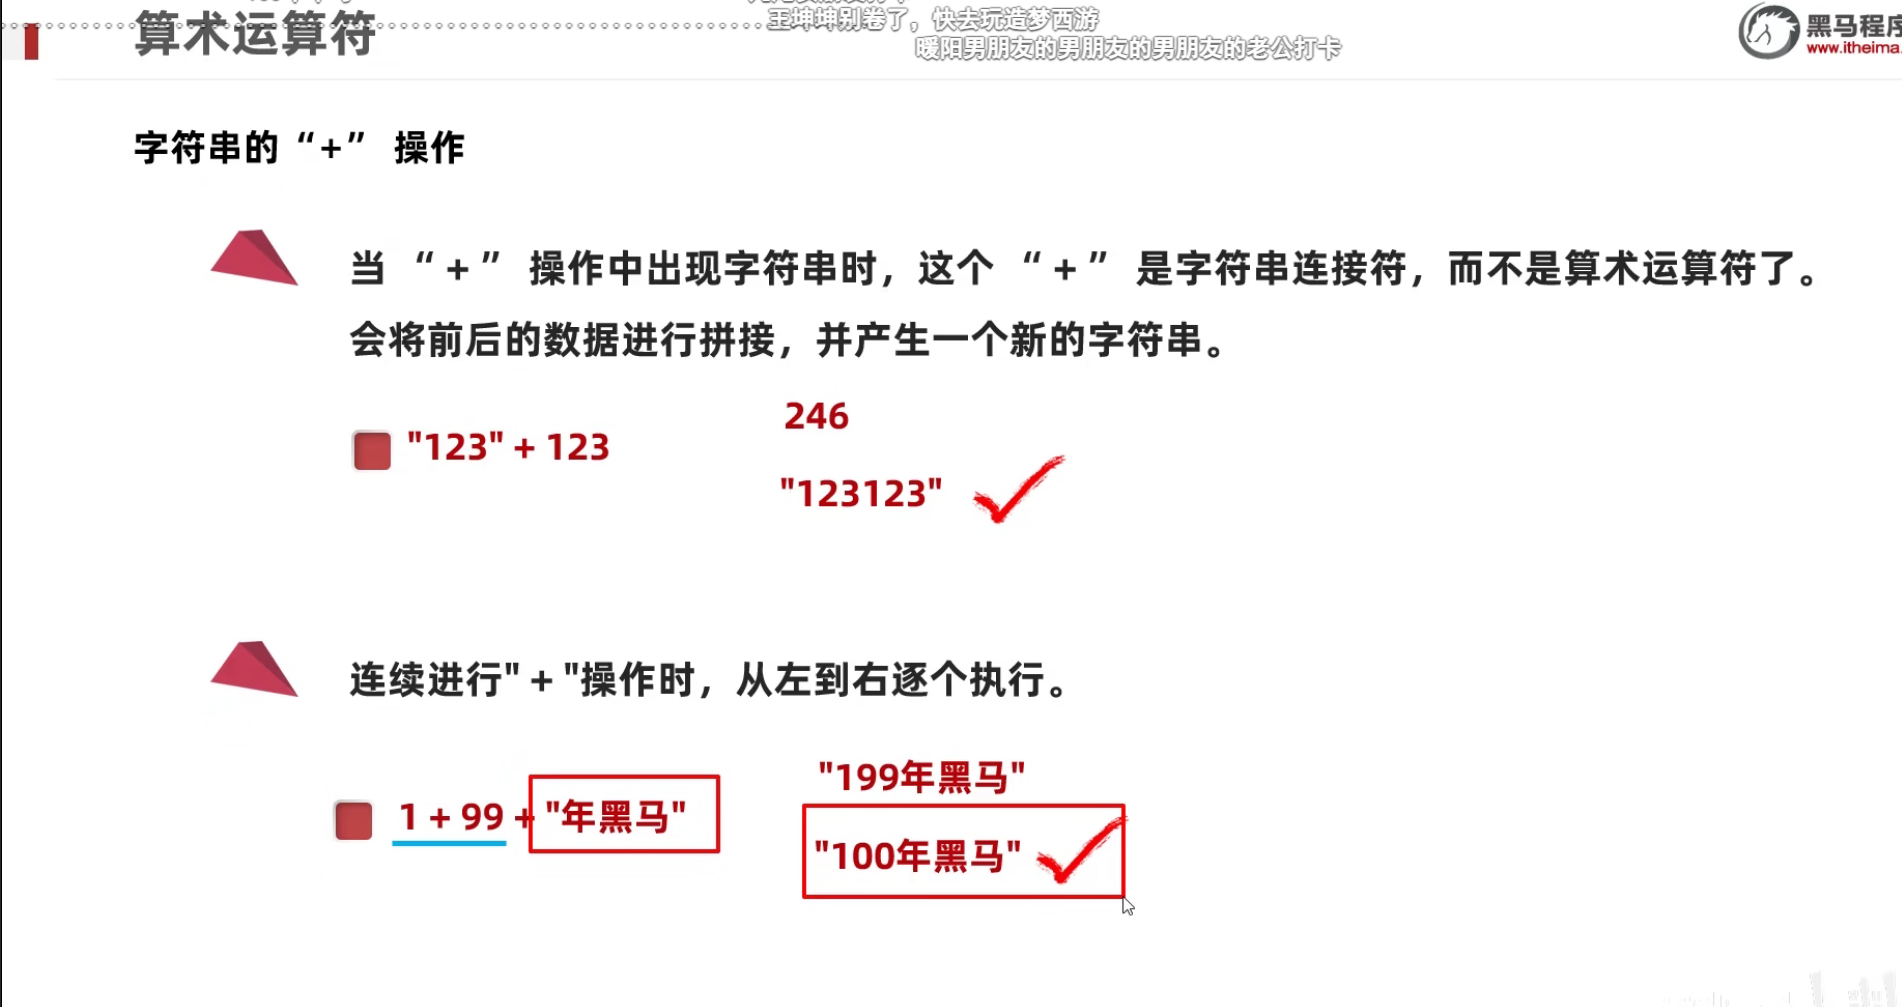 算术运算符
王坤坤别卷了，快去玩造梦西游
暖阳男朋友的男朋友的男朋友的老公打卡
黑马程序
www.itheima.
字符串的“+” 操作
当 “ + ” 操作中出现字符串时，这个 “ + ” 是字符串连接符，而不是算术运算符了。
会将前后的数据进行拼接，并产生一个新的字符串。
"123" + 123
246
"123123"
连续进行" + "操作时，从左到右逐个执行。
1 + 99 + "年黑马"
"199年黑马"
"100年黑马"